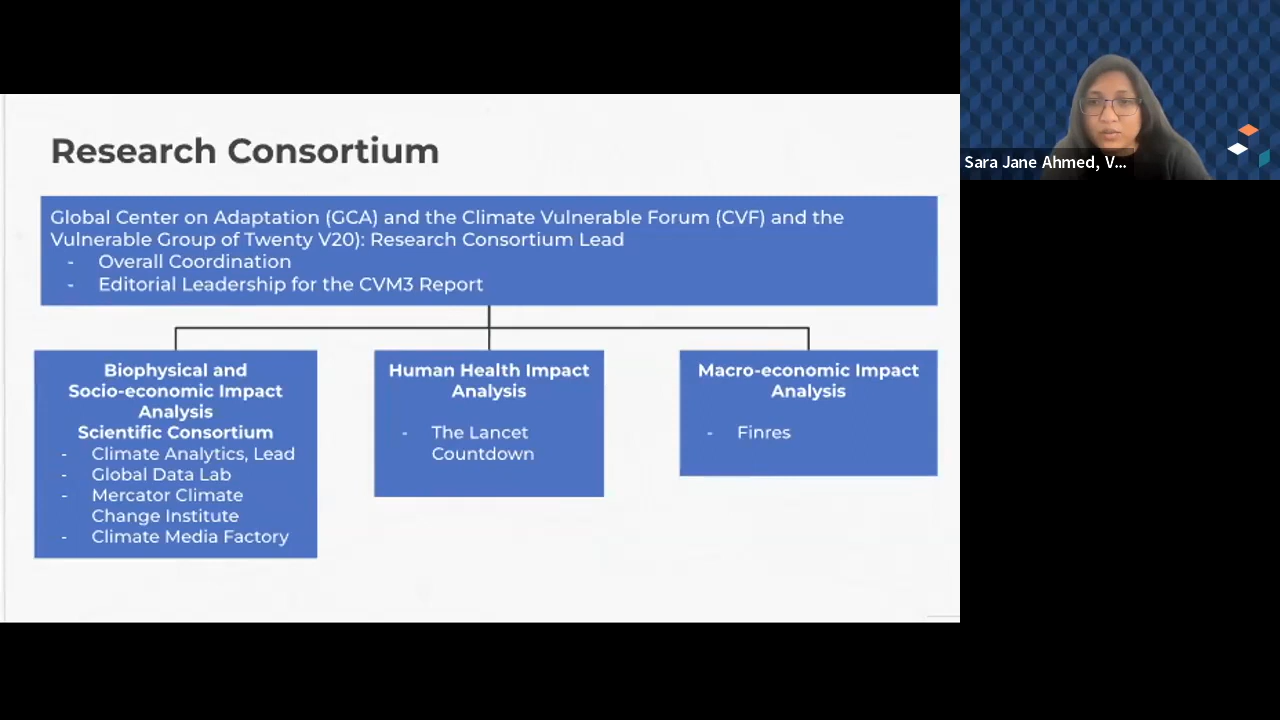 Research Consortium
Global Center on Adaptation (GCA) and the Climate Vulnerable Forum (CVF) and the
Vulnerable Group of Twenty V20): Research Consortium Lead
- Overall Coordination
- Editorial Leadership for the CVM3 Report
Biophysical and
Socio-economic Impact
Analysis
Scientific Consortium
- Climate Analytics, Lead
- Global Data Lab
- Mercator Climate
Change Institute
- Climate Media Factory
Human Health Impact
Analysis
- The Lancet
Countdown
Macro-economic Impact
Analysis
- Finres
Sara Jane Ahmed, V...